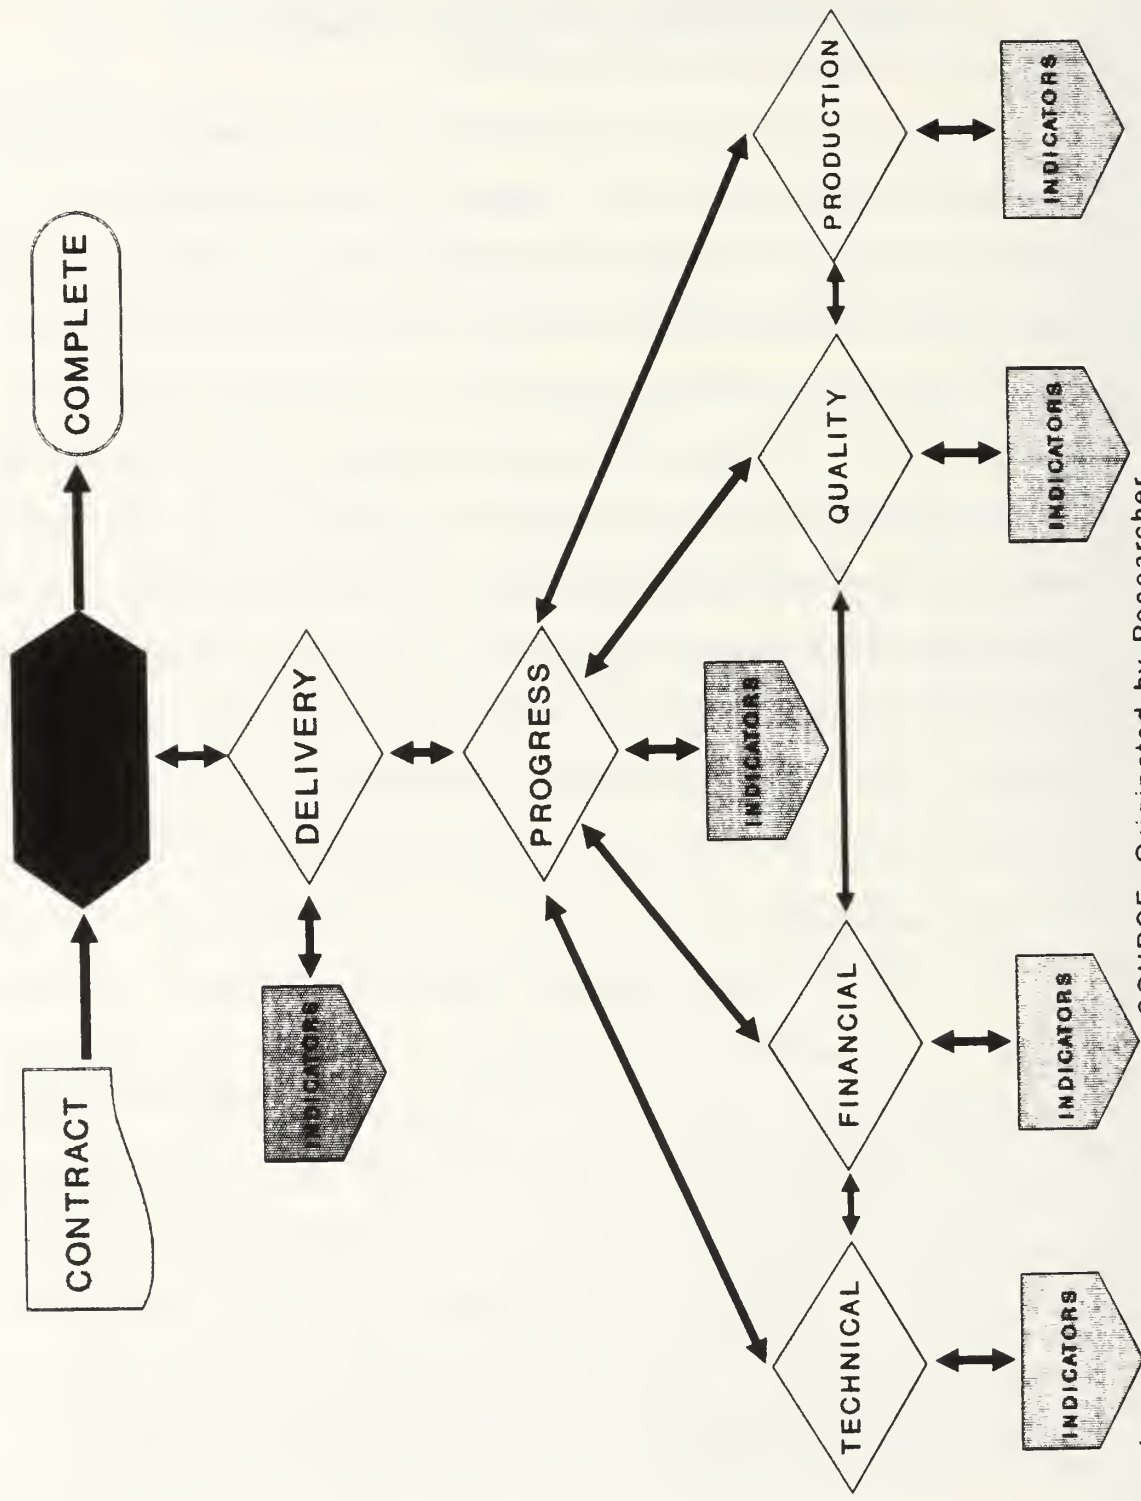 CONTRACT
COMPLETE
INDICATORS
DELIVERY
PROGRESS
INDICATORS
TECHNICAL
FINANCIAL
QUALITY
PRODUCTION
INDICATORS
INDICATORS
INDICATORS
INDICATORS
SOURCE Originated by Researcher